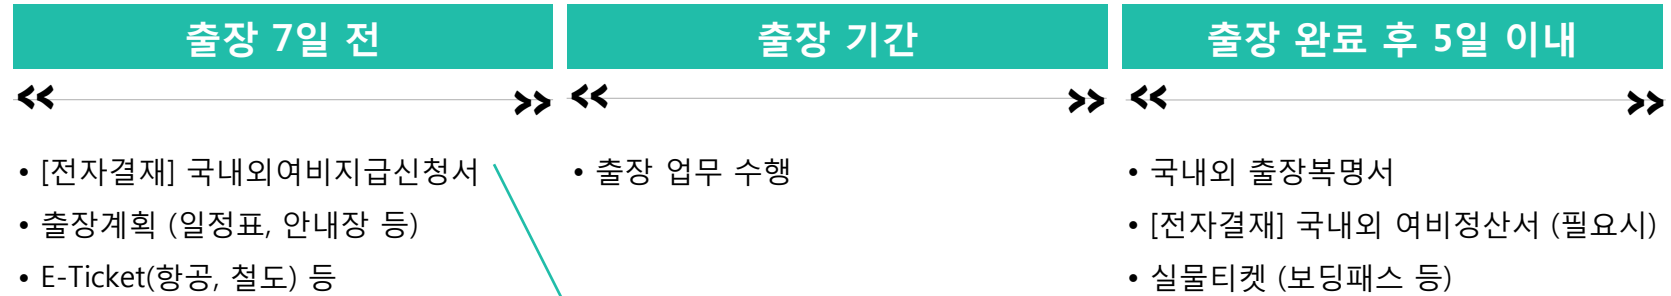 출장 7일 전
• [전자결재] 국내외여비지급신청서
• 출장계획 (일정표, 안내장 등)
• E-Ticket(항공, 철도) 등
출장 기간
• 출장 업무 수행
출장 완료 후 5일 이내
• 국내외 출장복명서
• [전자결재] 국내외 여비정산서 (필요시)
• 실물티켓 (보딩패스 등)